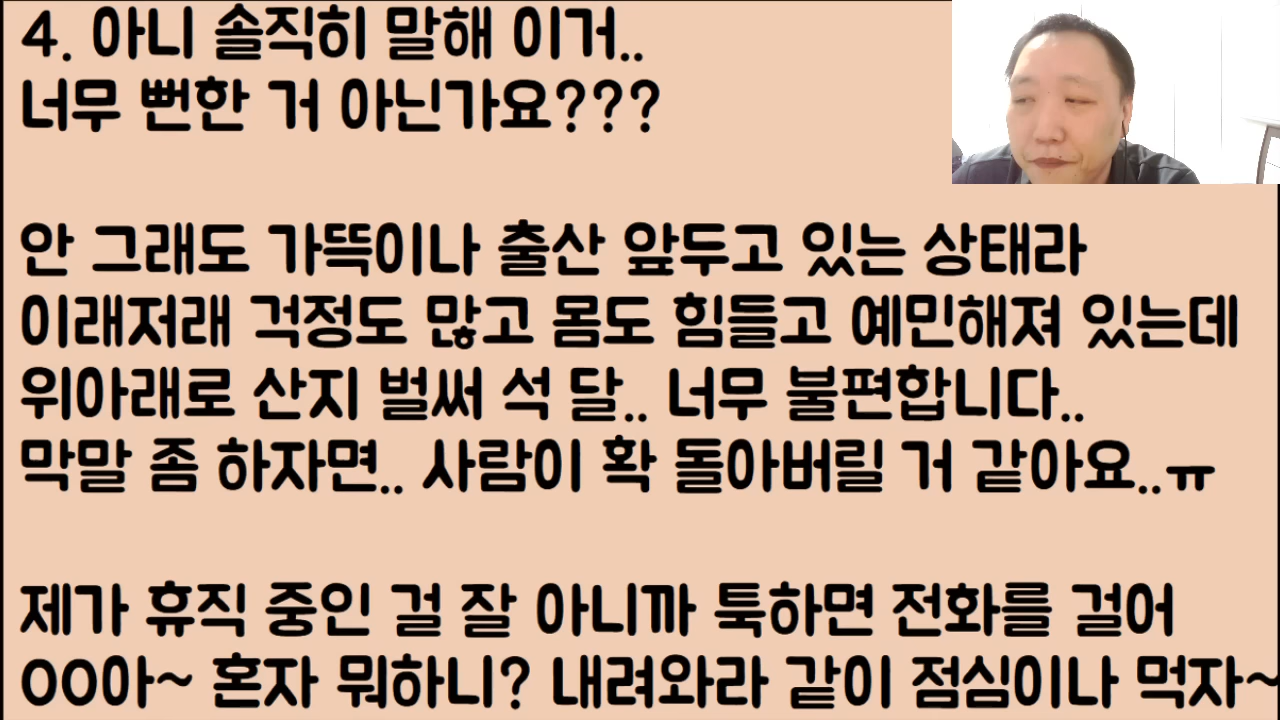 4. 아니 솔직히 말해 이거..
너무 뻔한 거 아닌가요???
안 그래도 가뜩이나 출산 앞두고 있는 상태라
이래저래 걱정도 많고 몸도 힘들고 예민해져 있는데
위아래로 산지 벌써 석 달.. 너무 불편합니다..
막말 좀 하자면.. 사람이 확 돌아버릴 거 같아요..ㅠ
제가 휴직 중인 걸 잘 아니까 툭하면 전화를 걸어
OO아~ 혼자 뭐하니? 내려와라 같이 점심이나 먹자~